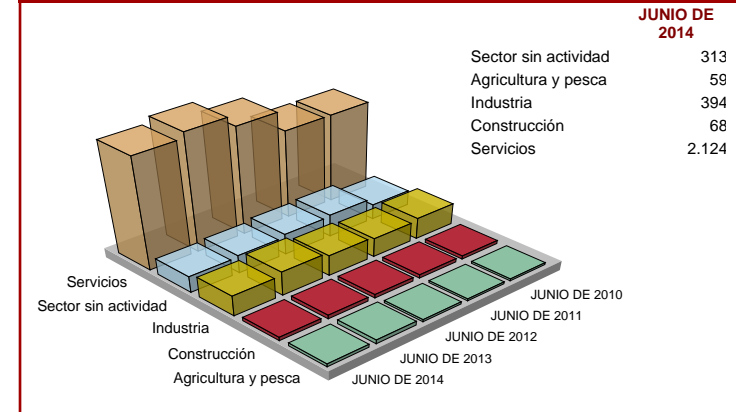 JUNIO DE
2014
Sector sin actividad 313
Agricultura y pesca 59
Industria 394
Construcción 68
Servicios 2.124
Servicios
Sector sin actividad
Industria
Construcción
Agricultura y pesca
JUNIO DE 2010
JUNIO DE 2011
JUNIO DE 2012
JUNIO DE 2013
JUNIO DE 2014